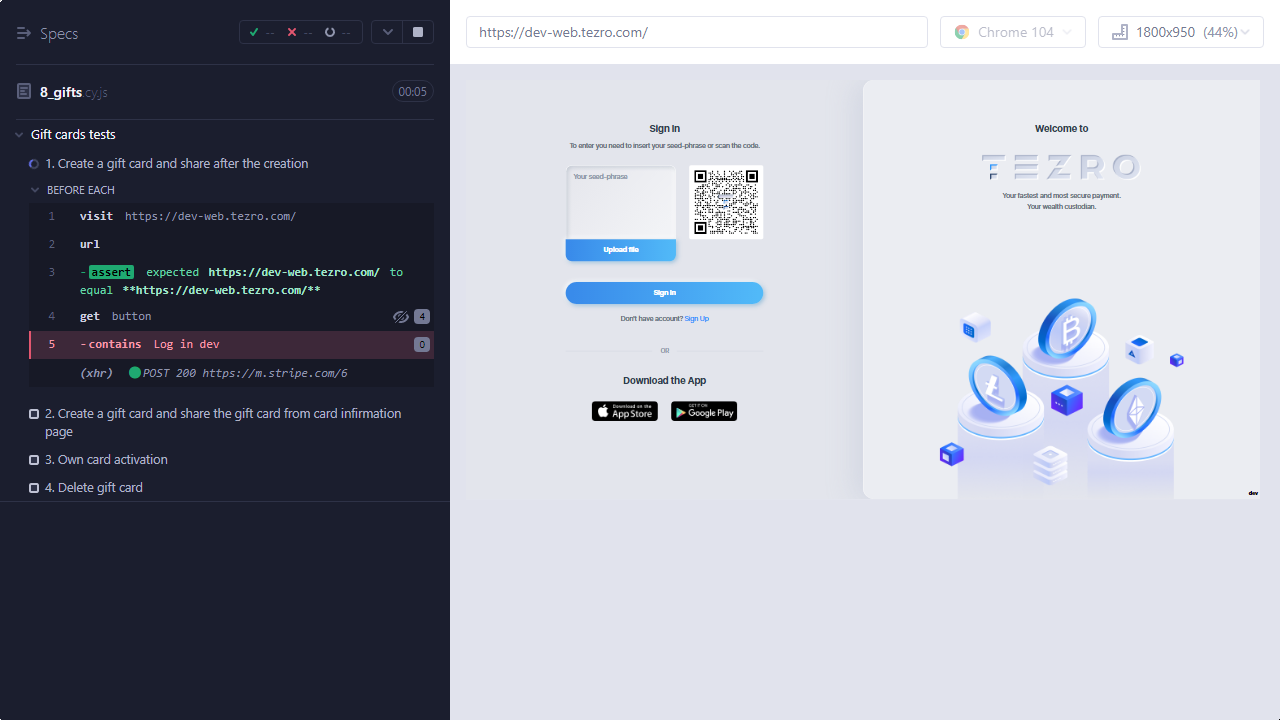 Specs
--
--
--
8_gifts.cy.js
00:05
Gift cards tests
1. Create a gift card and share after the creation
BEFORE EACH
1 visit https://dev-web.tezro.com/
2 url
3 -assert expected https://dev-web.tezro.com/ to
equal **https://dev-web.tezro.com/**
4 get button 4
5 -contains Log in dev 0
(xhr) POST 200 https://m.stripe.com/6
2. Create a gift card and share the gift card from card infirmation
page
3. Own card activation
4. Delete gift card
https://dev-web.tezro.com/
Chrome 104
1800x950 (44%)
Sign in
To enter you need to insert your seed-phrase or scan the code.
Your seed-phrase
Upload file
Sign in
Don't have account? Sign Up
OR
Download the App
Download on the
App Store
GET IT ON
Google Play
Welcome to
TEZRO
Your fastest and most secure payment.
Your wealth custodian.
dev